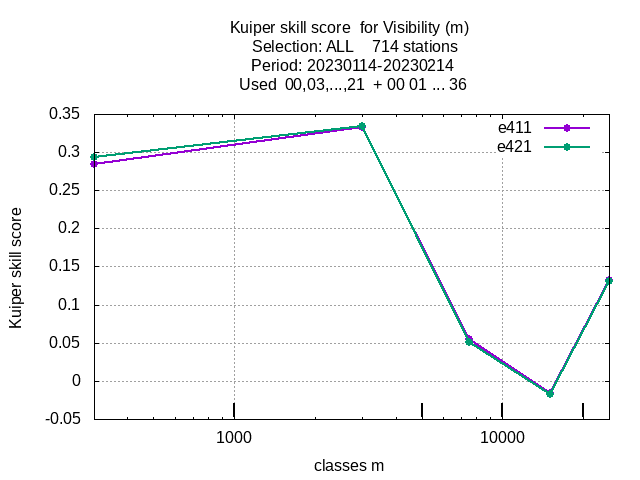 Kuiper skill score  for Visibility (m)
Selection: ALL    714 stations
Period: 20230114-20230214
Used  00,03,...,21  + 00 01 ... 36
0.35
0.3
0.25
0.2
0.15
0.1
0.05
0
-0.05
Kuiper skill score
e411
e421
1000
10000
classes m